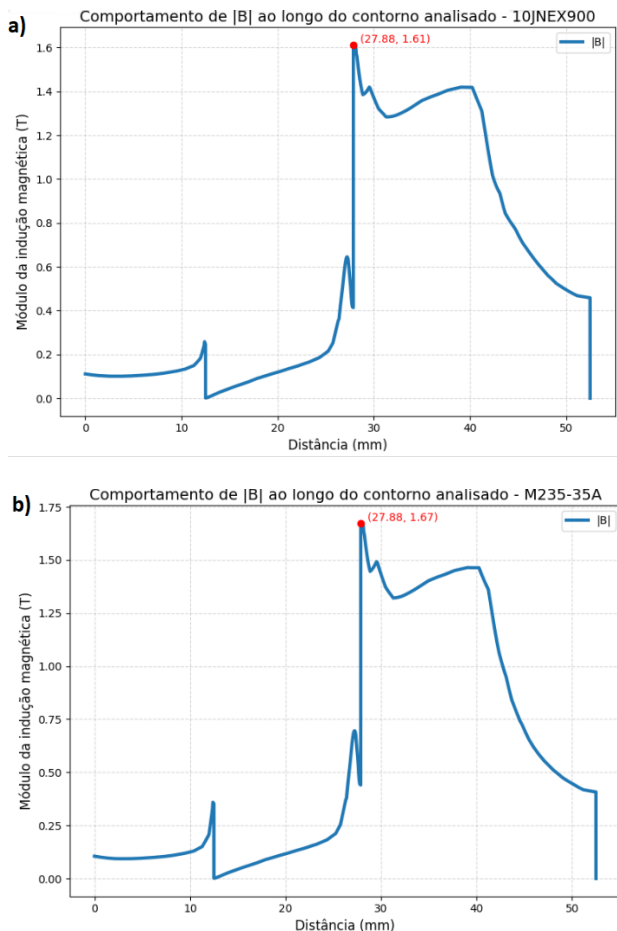 a)
Comportamento de |B| ao longo do contorno analisado - 10JNEX900
(27.88, 1.61)
|B|
Módulo da indução magnética (T)
1.6
1.4
1.2
1.0
0.8
0.6
0.4
0.2
0.0
0 10 20 30 40 50
Distância (mm)
b)
Comportamento de |B| ao longo do contorno analisado - M235-35A
(27.88, 1.67)
|B|
Módulo da indução magnética (T)
1.75
1.50
1.25
1.00
0.75
0.50
0.25
0.00
0 10 20 30 40 50
Distância (mm)